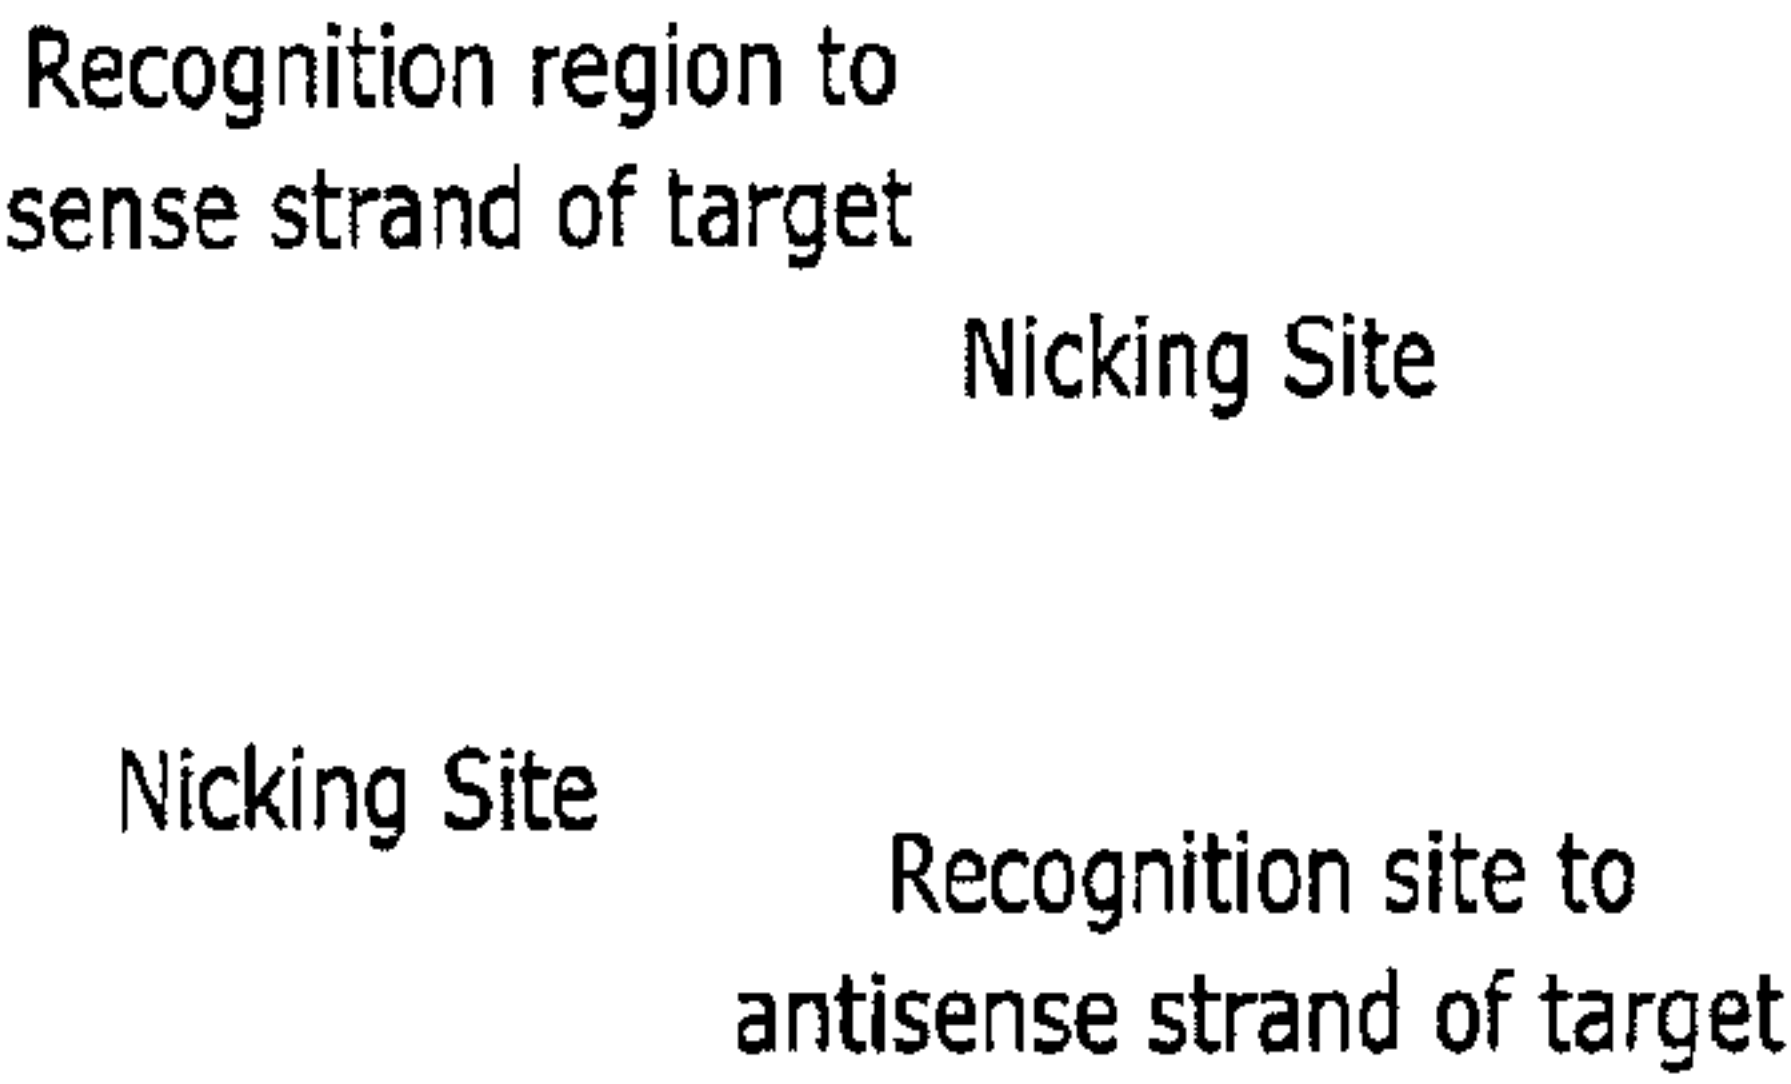 Recognition region to
sense strand of target
Nicking Site
Nicking Site
Recognition site to
antisense strand of target